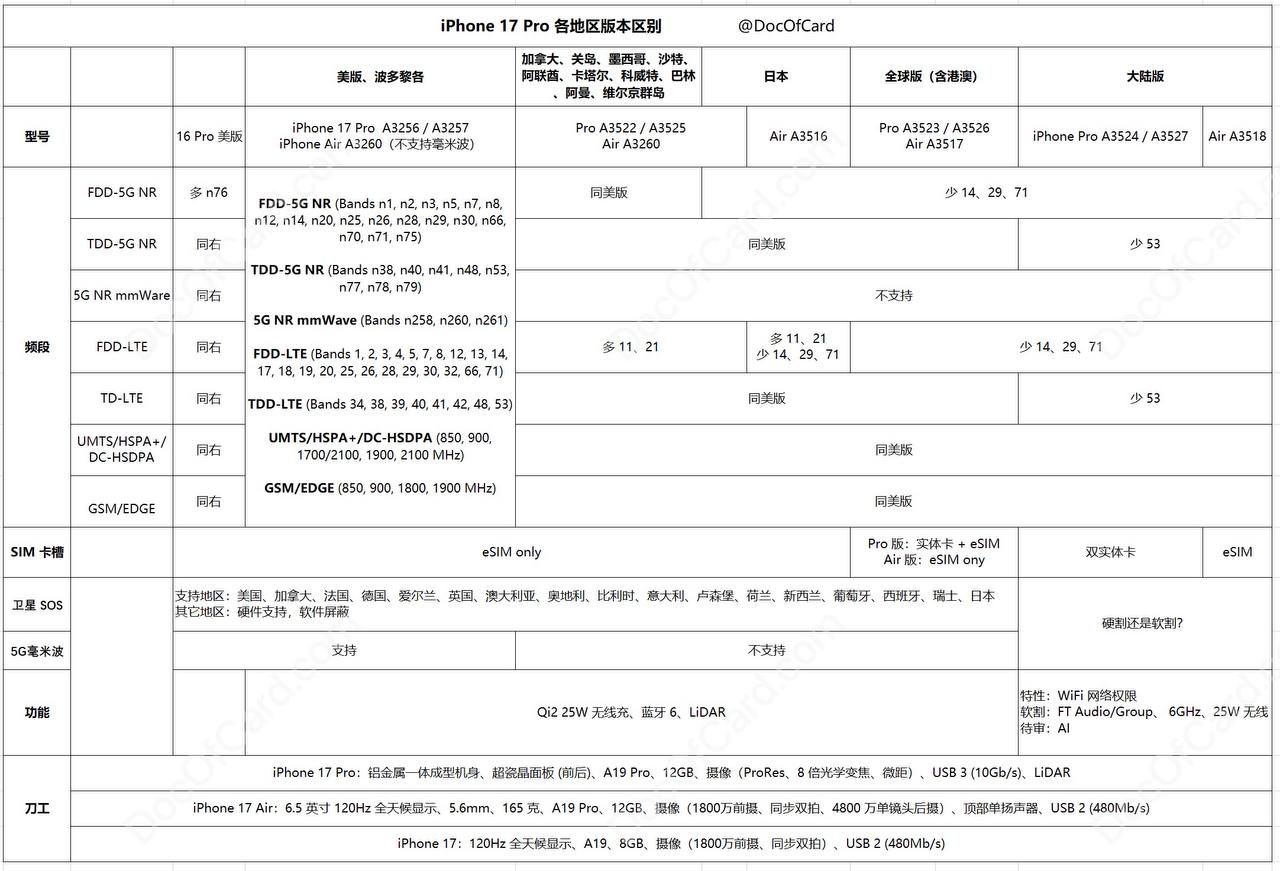 iPhone 17 Pro 各地区版本区别 @DocOfCard
美版、波多黎各
加拿大、关岛、墨西哥、沙特、
阿联酋、卡塔尔、科威特、巴林
、阿曼、维尔京群岛
日本
全球版（含港澳）
大陆版
型号
16 Pro 美版
iPhone 17 Pro A3256 / A3257
iPhone Air A3260（不支持毫米波）
Pro A3522 / A3525
Air A3260
Air A3516
Pro A3523 / A3526
Air A3517
iPhone Pro A3524 / A3527
Air A3518
频段
FDD-5G NR
多 n76
FDD-5G NR (Bands n1, n2, n3, n5, n7, n8,
n12, n14, n20, n25, n26, n28, n29, n30, n66,
n70, n71, n75)
TDD-5G NR (Bands n38, n40, n41, n48, n53,
n77, n78, n79)
5G NR mmWave (Bands n258, n260, n261)
FDD-LTE (Bands 1, 2, 3, 4, 5, 7, 8, 12, 13, 14,
17, 18, 19, 20, 25, 26, 28, 29, 30, 32, 66, 71)
TDD-LTE (Bands 34, 38, 39, 40, 41, 42, 48, 53)
UMTS/HSPA+/DC-HSDPA (850, 900,
1700/2100, 1900, 2100 MHz)
GSM/EDGE (850, 900, 1800, 1900 MHz)
同美版
少 14、29、71
TDD-5G NR
同右
同美版
少 53
5G NR mmWare
同右
不支持
FDD-LTE
同右
多 11、21
多 11、21
少 14、29、71
少 14、29、71
TD-LTE
同右
同美版
少 53
UMTS/HSPA+/
DC-HSDPA
同右
同美版
GSM/EDGE
同右
同美版
SIM 卡槽
eSIM only
Pro 版：实体卡 + eSIM
Air 版：eSIM ony
双实体卡
eSIM
卫星 SOS
支持地区：美国、加拿大、法国、德国、爱尔兰、英国、澳大利亚、奥地利、比利时、意大利、卢森堡、荷兰、新西兰、葡萄牙、西班牙、瑞士、日本
其它地区：硬件支持，软件屏蔽
硬割还是软割?
5G毫米波
支持
不支持
功能
Qi2 25W 无线充、蓝牙 6、LiDAR
特性：WiFi 网络权限
软割：FT Audio/Group、 6GHz、25W 无线
待审：AI
刀工
iPhone 17 Pro：铝金属一体成型机身、超瓷晶面板 (前后)、A19 Pro、12GB、摄像（ProRes、8 倍光学变焦、微距）、USB 3 (10Gb/s)、LiDAR
iPhone 17 Air：6.5 英寸 120Hz 全天候显示、5.6mm、165 克、A19 Pro、12GB、摄像（1800万前摄、同步双拍、4800 万单镜头后摄）、顶部单扬声器、USB 2 (480Mb/s)
iPhone 17：120Hz 全天候显示、A19、8GB、摄像（1800万前摄、同步双拍）、USB 2 (480Mb/s)
DocOfCard.com